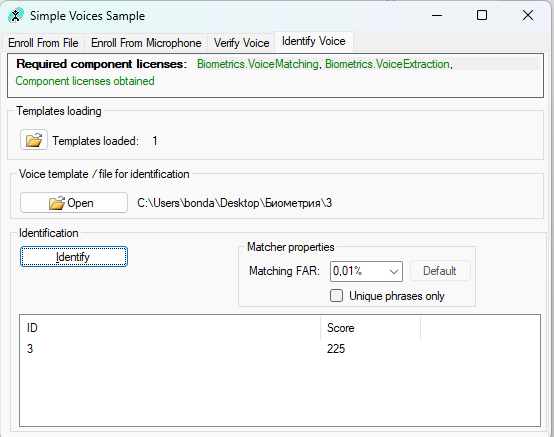 Simple Voices Sample
Enroll From File Enroll From Microphone Verify Voice Identify Voice
Required component licenses: Biometrics.VoiceMatching, Biometrics.VoiceExtraction,
Component licenses obtained
Templates loading
Templates loaded: 1
Voice template / file for identification
Open C:\Users\bonda\Desktop\Биометрия\3
Identification
Identify
Matcher properties
Matching FAR: 0,01% Default
Unique phrases only
ID Score
3 225